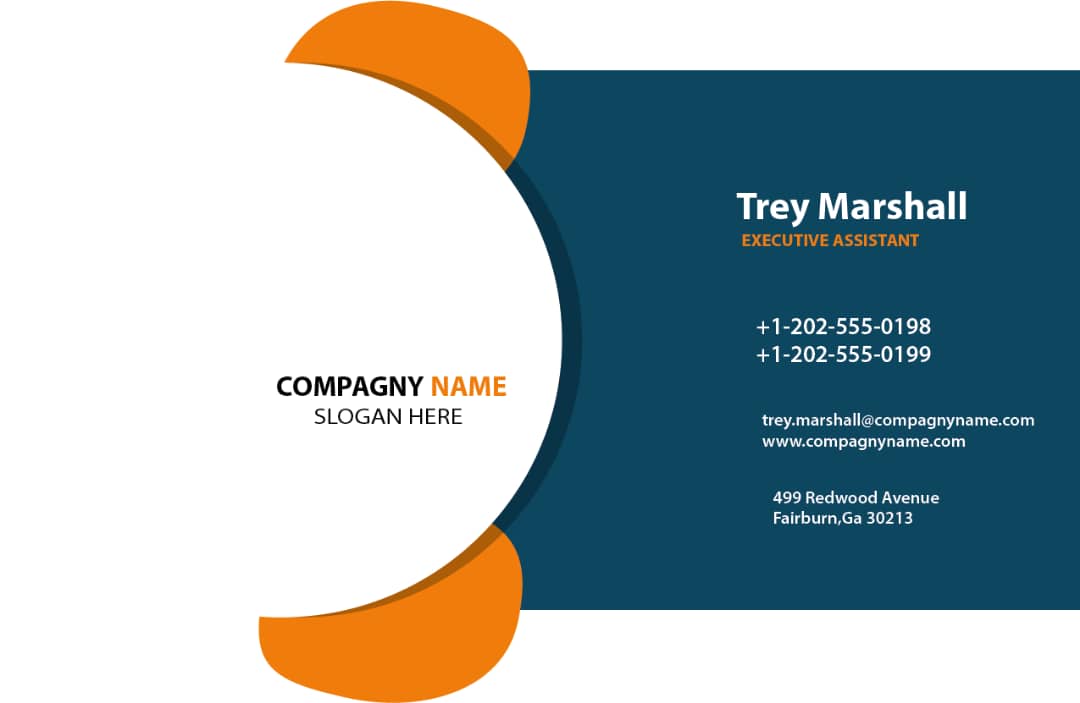 COMPAGNY NAME
SLOGAN HERE
Trey Marshall
EXECUTIVE ASSISTANT
+1-202-555-0198
+1-202-555-0199
trey.marshall@compagnyname.com
www.compagnyname.com
499 Redwood Avenue
Fairburn,Ga 30213